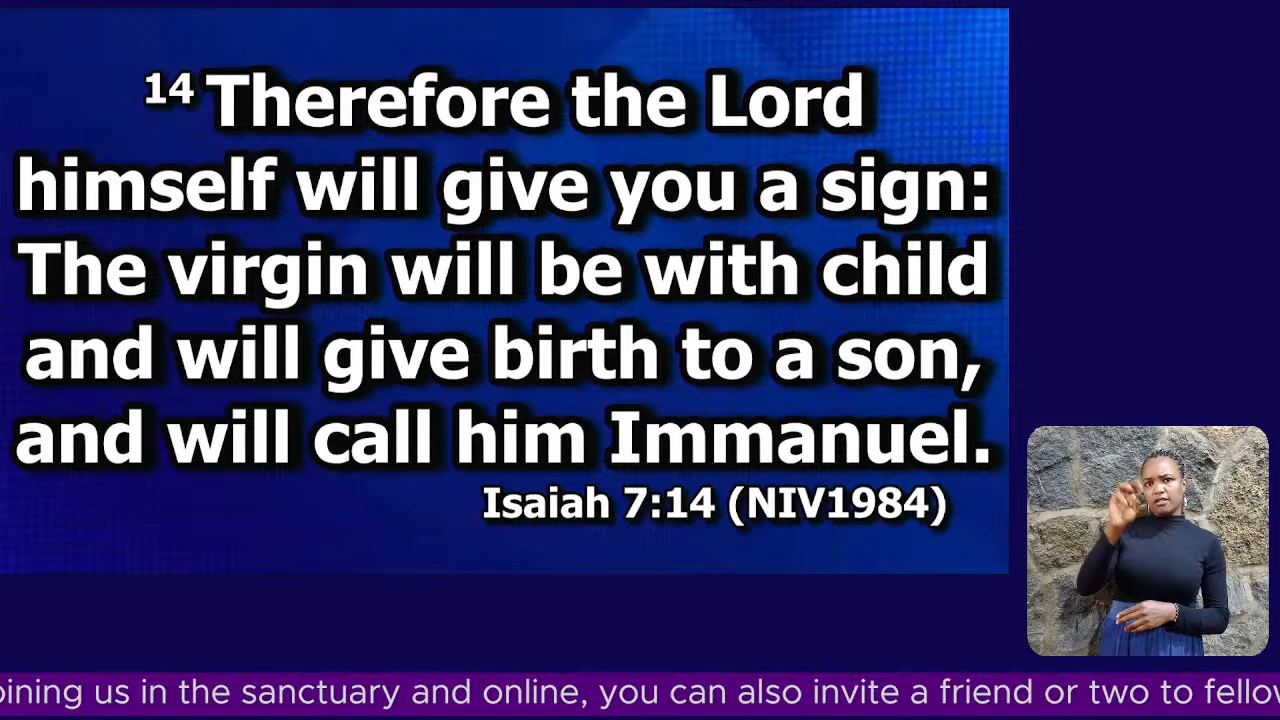 14 Therefore the Lord
himself will give you a sign:
The virgin will be with child
and will give birth to a son,
and will call him Immanuel.
Isaiah 7:14 (NIV1984)
us in the sanctuary and online, you can also invite a friend or two to